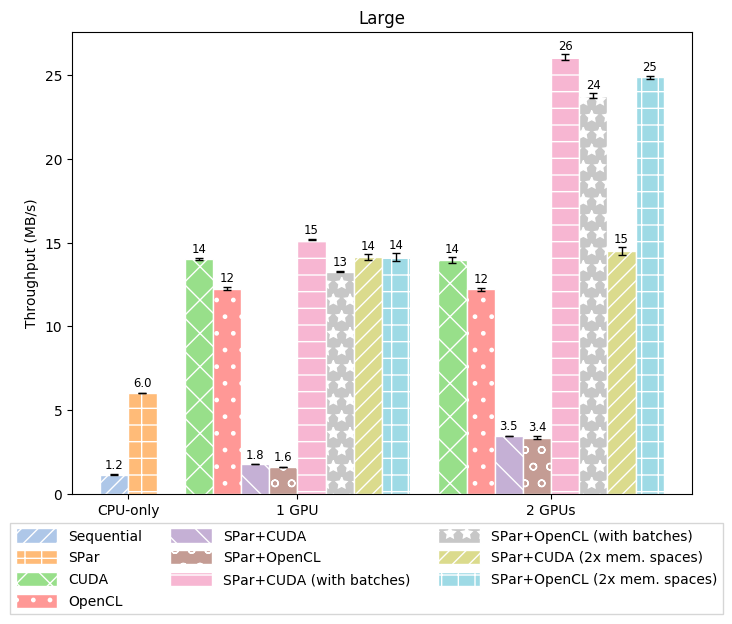 Large
Throughput (MB/s)
25
20
15
10
5
0
1.2
6.0
14
12
1.8
1.6
15
13
14
14
14
12
3.5
3.4
26
24
15
25
CPU-only
1 GPU
2 GPUs
Sequential
SPar
CUDA
OpenCL
SPar+CUDA
SPar+OpenCL
SPar+CUDA (with batches)
SPar+OpenCL (with batches)
SPar+CUDA (2x mem. spaces)
SPar+OpenCL (2x mem. spaces)